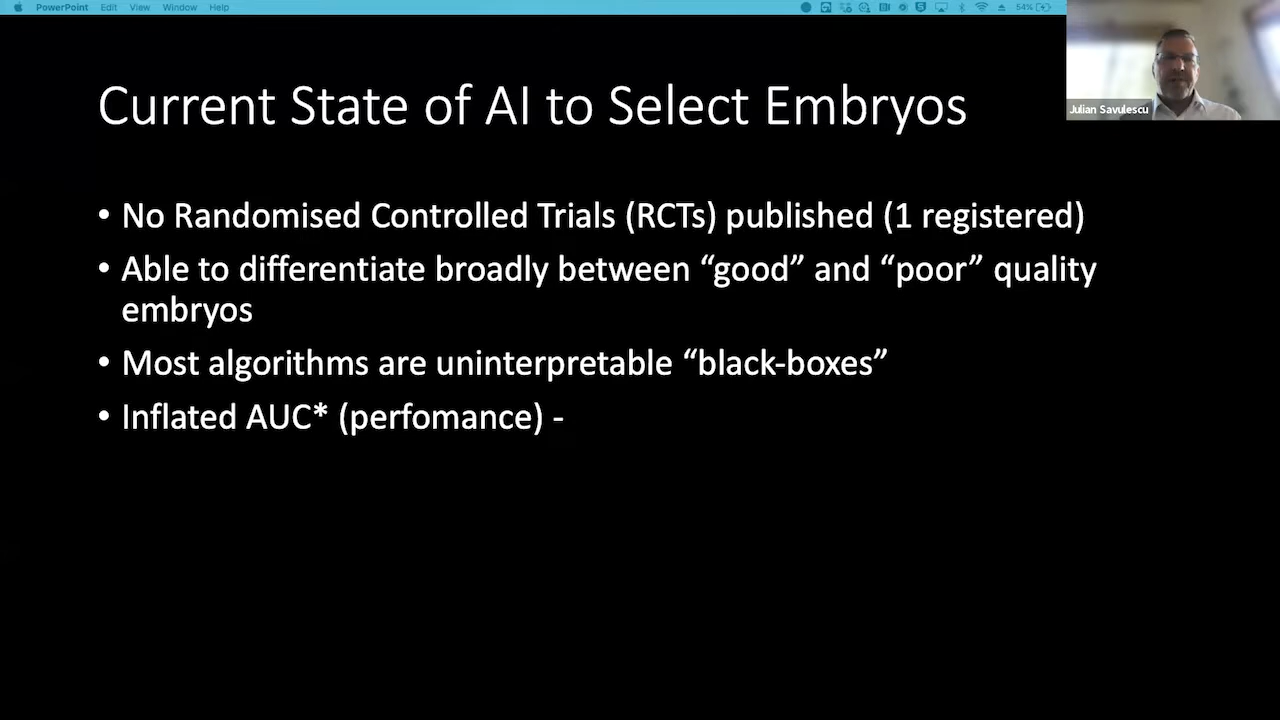 PowerPoint Edit View Window Help 54%
Current State of AI to Select Embryos
Julian Savulescu
• No Randomised Controlled Trials (RCTs) published (1 registered)
• Able to differentiate broadly between “good” and “poor” quality
embryos
• Most algorithms are uninterpretable “black-boxes”
• Inflated AUC* (perfomance) -